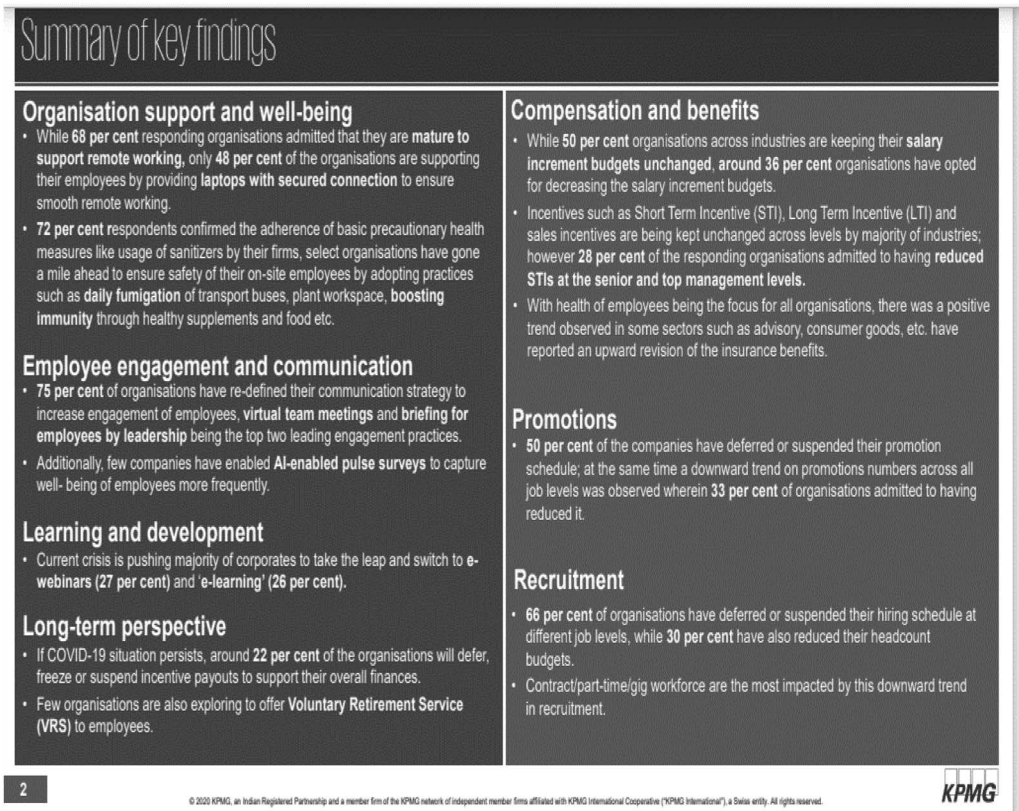 Summary of key findings
Organisation support and well-being
• While 68 per cent responding organisations admitted that they are mature to
support remote working, only 48 per cent of the organisations are supporting
their employees by providing laptops with secured connection to ensure
smooth remote working.
• 72 per cent respondents confirmed the adherence of basic precautionary health
measures like usage of sanitizers by their firms, select organisations have gone
a mile ahead to ensure safety of their on-site employees by adopting practices
such as daily fumigation of transport buses, plant workspace, boosting
immunity through healthy supplements and food etc.
Employee engagement and communication
• 75 per cent of organisations have re-defined their communication strategy to
increase engagement of employees, virtual team meetings and briefing for
employees by leadership being the top two leading engagement practices.
• Additionally, few companies have enabled AI-enabled pulse surveys to capture
well- being of employees more frequently.
Learning and development
• Current crisis is pushing majority of corporates to take the leap and switch to e-
webinars (27 per cent) and 'e-learning' (26 per cent).
Long-term perspective
• If COVID-19 situation persists, around 22 per cent of the organisations will defer,
freeze or suspend incentive payouts to support their overall finances.
• Few organisations are also exploring to offer Voluntary Retirement Service
(VRS) to employees.
Compensation and benefits
• While 50 per cent organisations across industries are keeping their salary
increment budgets unchanged, around 36 per cent organisations have opted
for decreasing the salary increment budgets.
• Incentives such as Short Term Incentive (STI), Long Term Incentive (LTI) and
sales incentives are being kept unchanged across levels by majority of industries;
however 28 per cent of the responding organisations admitted to having reduced
STIs at the senior and top management levels.
• With health of employees being the focus for all organisations, there was a positive
trend observed in some sectors such as advisory, consumer goods, etc. have
reported an upward revision of the insurance benefits.
Promotions
• 50 per cent of the companies have deferred or suspended their promotion
schedule; at the same time a downward trend on promotions numbers across all
job levels was observed wherein 33 per cent of organisations admitted to having
reduced it.
Recruitment
• 66 per cent of organisations have deferred or suspended their hiring schedule at
different job levels, while 30 per cent have also reduced their headcount
budgets.
• Contract/part-time/gig workforce are the most impacted by this downward trend
in recruitment.
2
© 2020 KPMG, an Indian Registered Partnership and a member firm of the KPMG network of independent member firms affiliated with KPMG International Cooperative ("KPMG International"), a Swiss entity. All rights reserved.
KPMG